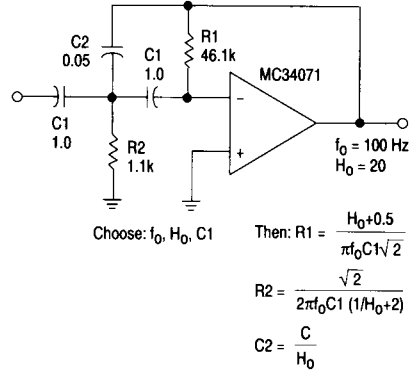 C2
0.05
R1
46.1k
C1
1.0
MC34071
−
+
C1
1.0
R2
1.1k
f₀ = 100 Hz
H₀ = 20
Choose: f₀, H₀, C1
Then: R1 = H₀+0.5 / πf₀C1√2
R2 = √2 / 2πf₀C1 (1/H₀+2)
C2 = C / H₀